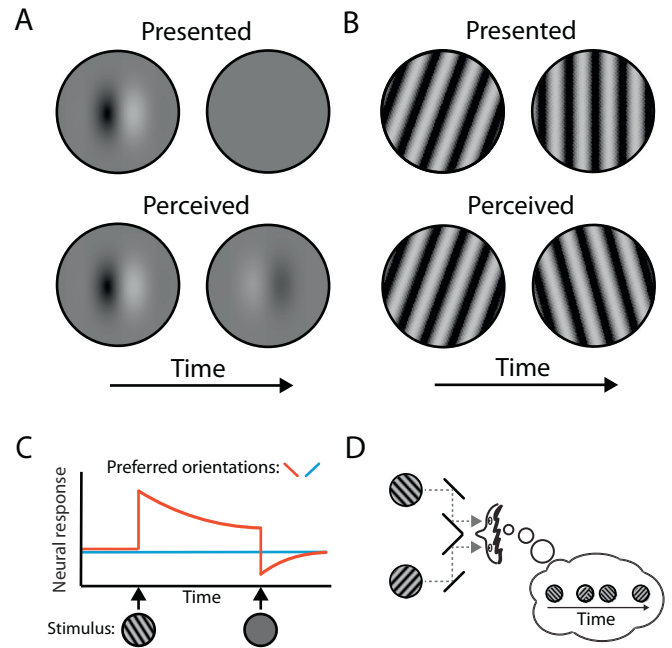 A
Presented
Perceived
Time
B
Presented
Perceived
Time
C
Preferred orientations:
Neural response
Time
Stimulus:
D
Time